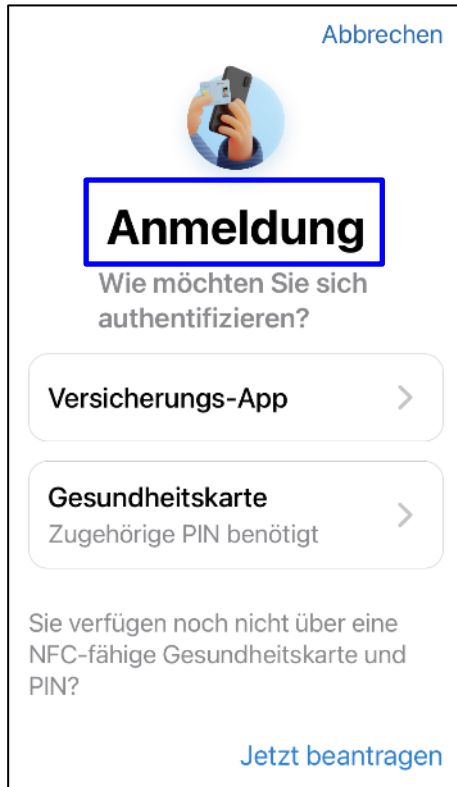 Abbrechen
Anmeldung
Wie möchten Sie sich
authentifizieren?
Versicherungs-App
Gesundheitskarte
Zugehörige PIN benötigt
Sie verfügen noch nicht über eine
NFC-fähige Gesundheitskarte und
PIN?
Jetzt beantragen